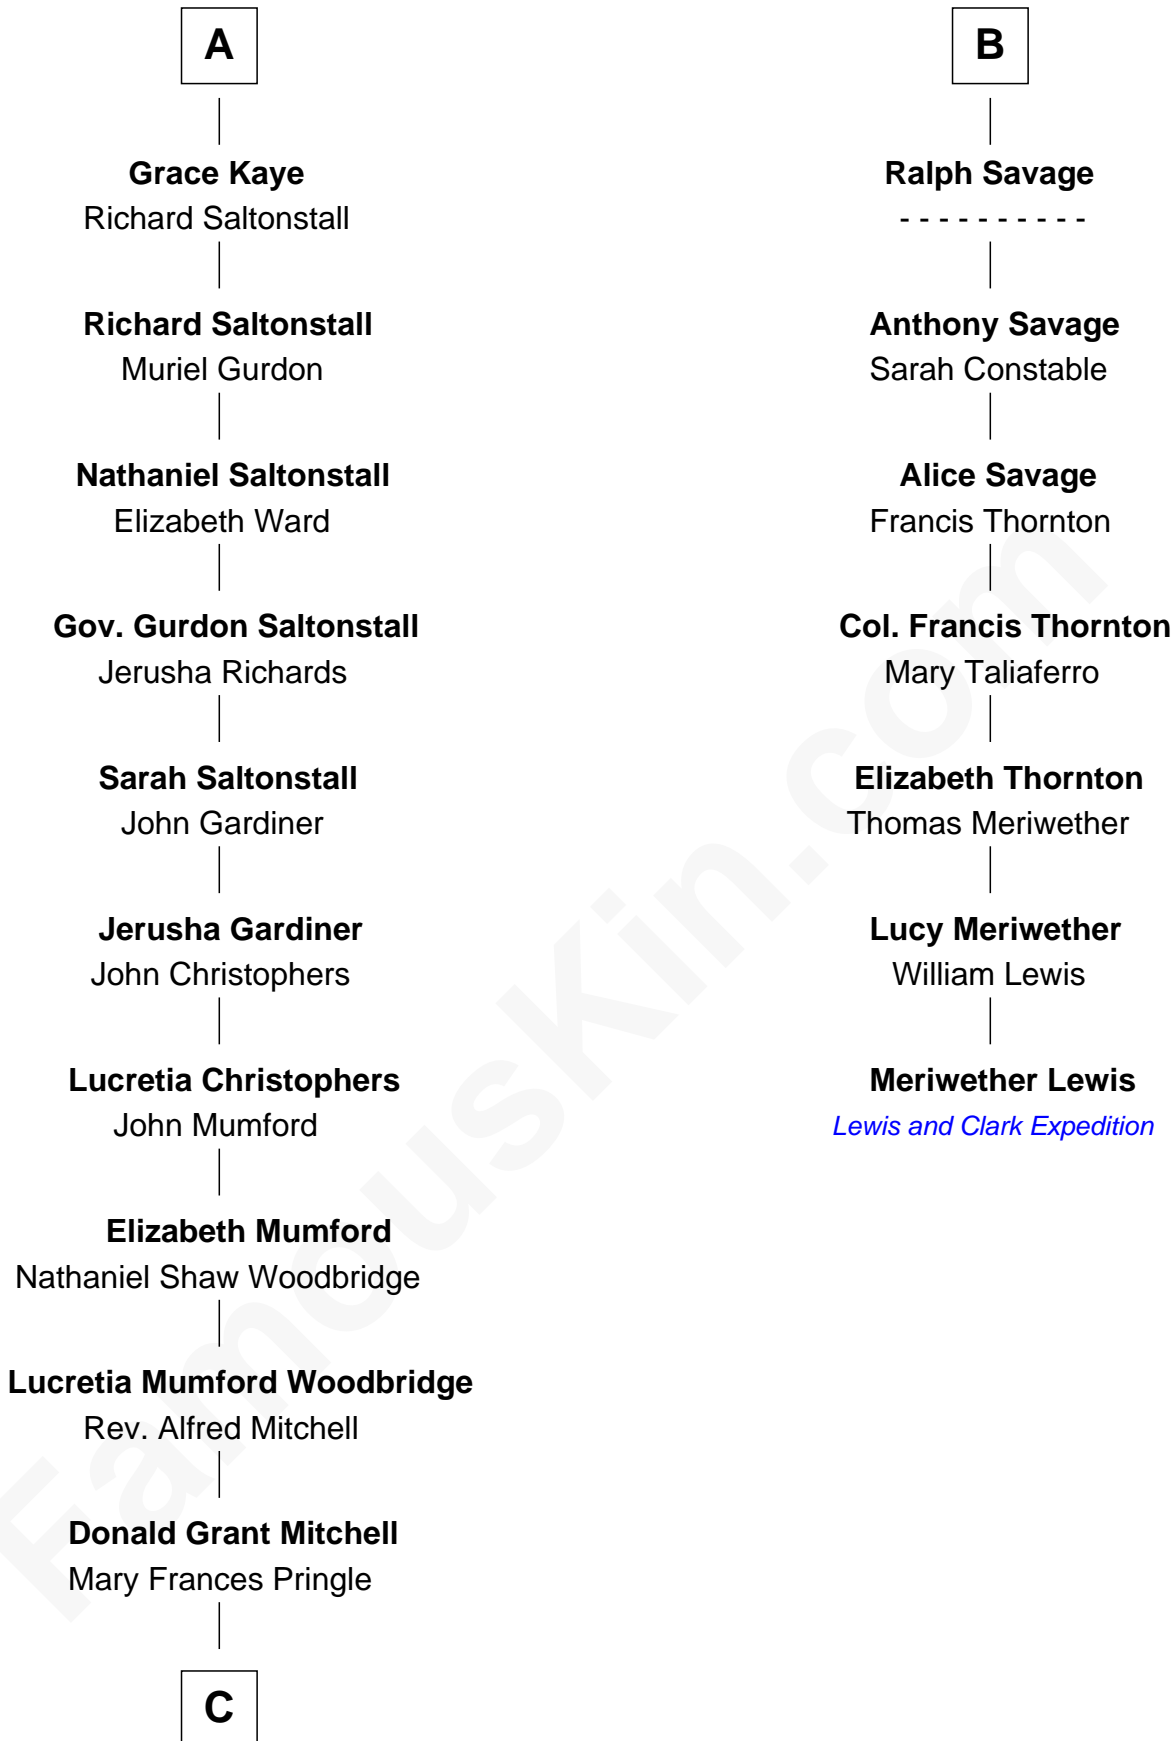 A
Grace Kaye
Richard Saltonstall
Richard Saltonstall
Muriel Gurdon
Nathaniel Saltonstall
Elizabeth Ward
Gov. Gurdon Saltonstall
Jerusha Richards
Sarah Saltonstall
John Gardiner
Jerusha Gardiner
John Christophers
Lucretia Christophers
John Mumford
Elizabeth Mumford
Nathaniel Shaw Woodbridge
Lucretia Mumford Woodbridge
Rev. Alfred Mitchell
Donald Grant Mitchell
Mary Frances Pringle
C
B
Ralph Savage
- - - - - - - - - -
Anthony Savage
Sarah Constable
Alice Savage
Francis Thornton
Col. Francis Thornton
Mary Taliaferro
Elizabeth Thornton
Thomas Meriwether
Lucy Meriwether
William Lewis
Meriwether Lewis
Lewis and Clark Expedition
FamousKin.com